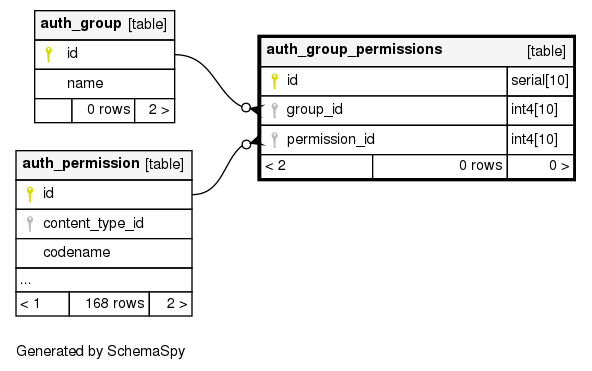 auth_group [table]
id
name
0 rows 2 >
auth_group_permissions [table]
id serial[10]
group_id int4[10]
permission_id int4[10]
< 2 0 rows 0 >
auth_permission [table]
id
content_type_id
codename
...
< 1 168 rows 2 >
Generated by SchemaSpy